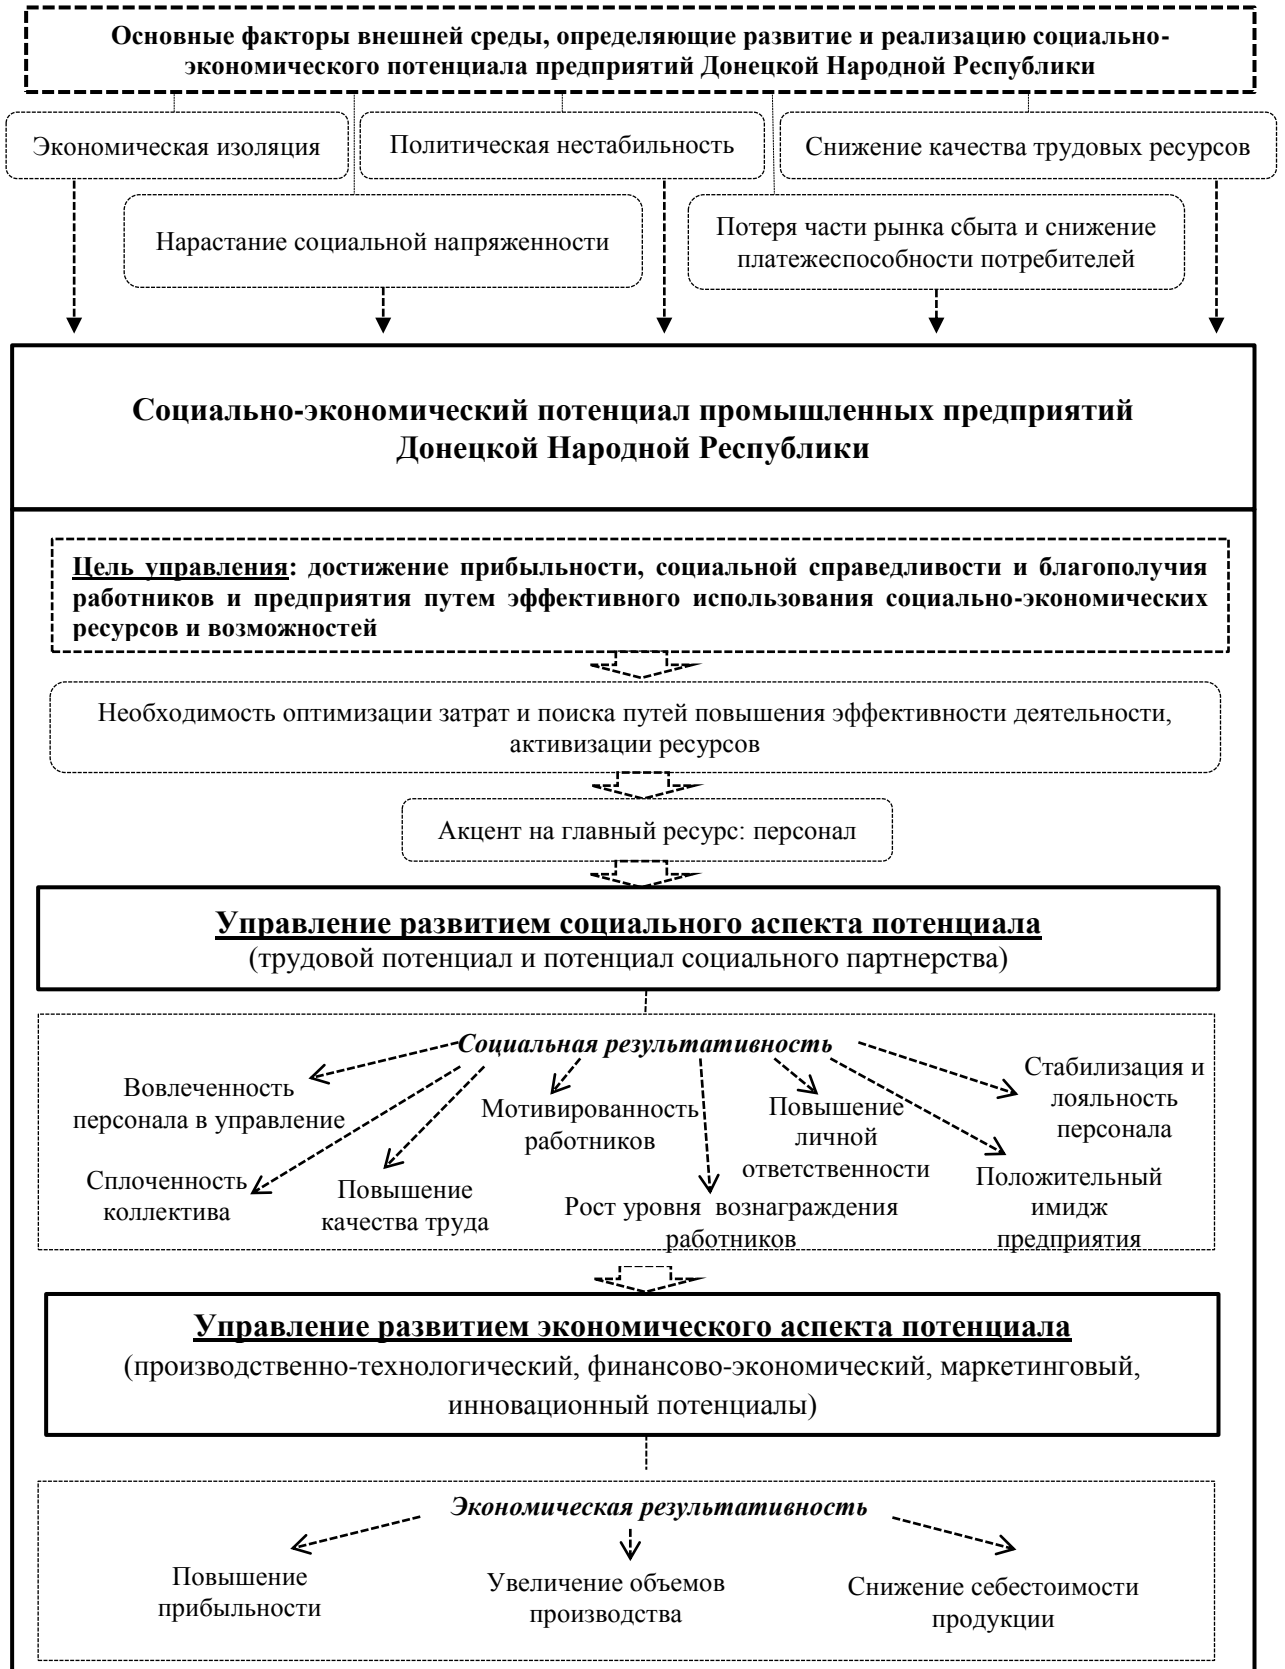 Основные факторы внешней среды, определяющие развитие и реализацию социально-
экономического потенциала предприятий Донецкой Народной Республики
Экономическая изоляция
Политическая нестабильность
Снижение качества трудовых ресурсов
Нарастание социальной напряженности
Потеря части рынка сбыта и снижение
платежеспособности потребителей
Социально-экономический потенциал промышленных предприятий
Донецкой Народной Республики
Цель управления: достижение прибыльности, социальной справедливости и благополучия
работников и предприятия путем эффективного использования социально-экономических
ресурсов и возможностей
Необходимость оптимизации затрат и поиска путей повышения эффективности деятельности,
активизации ресурсов
Акцент на главный ресурс: персонал
Управление развитием социального аспекта потенциала
(трудовой потенциал и потенциал социального партнерства)
Социальная результативность
Вовлеченность
персонала в управление
Сплоченность
коллектива
Повышение
качества труда
Мотивированность
работников
Рост уровня  вознаграждения
работников
Повышение
личной
ответственности
Стабилизация и
лояльность
персонала
Положительный
имидж
предприятия
Управление развитием экономического аспекта потенциала
(производственно-технологический, финансово-экономический, маркетинговый,
инновационный потенциалы)
Экономическая результативность
Повышение
прибыльности
Увеличение объемов
производства
Снижение себестоимости
продукции